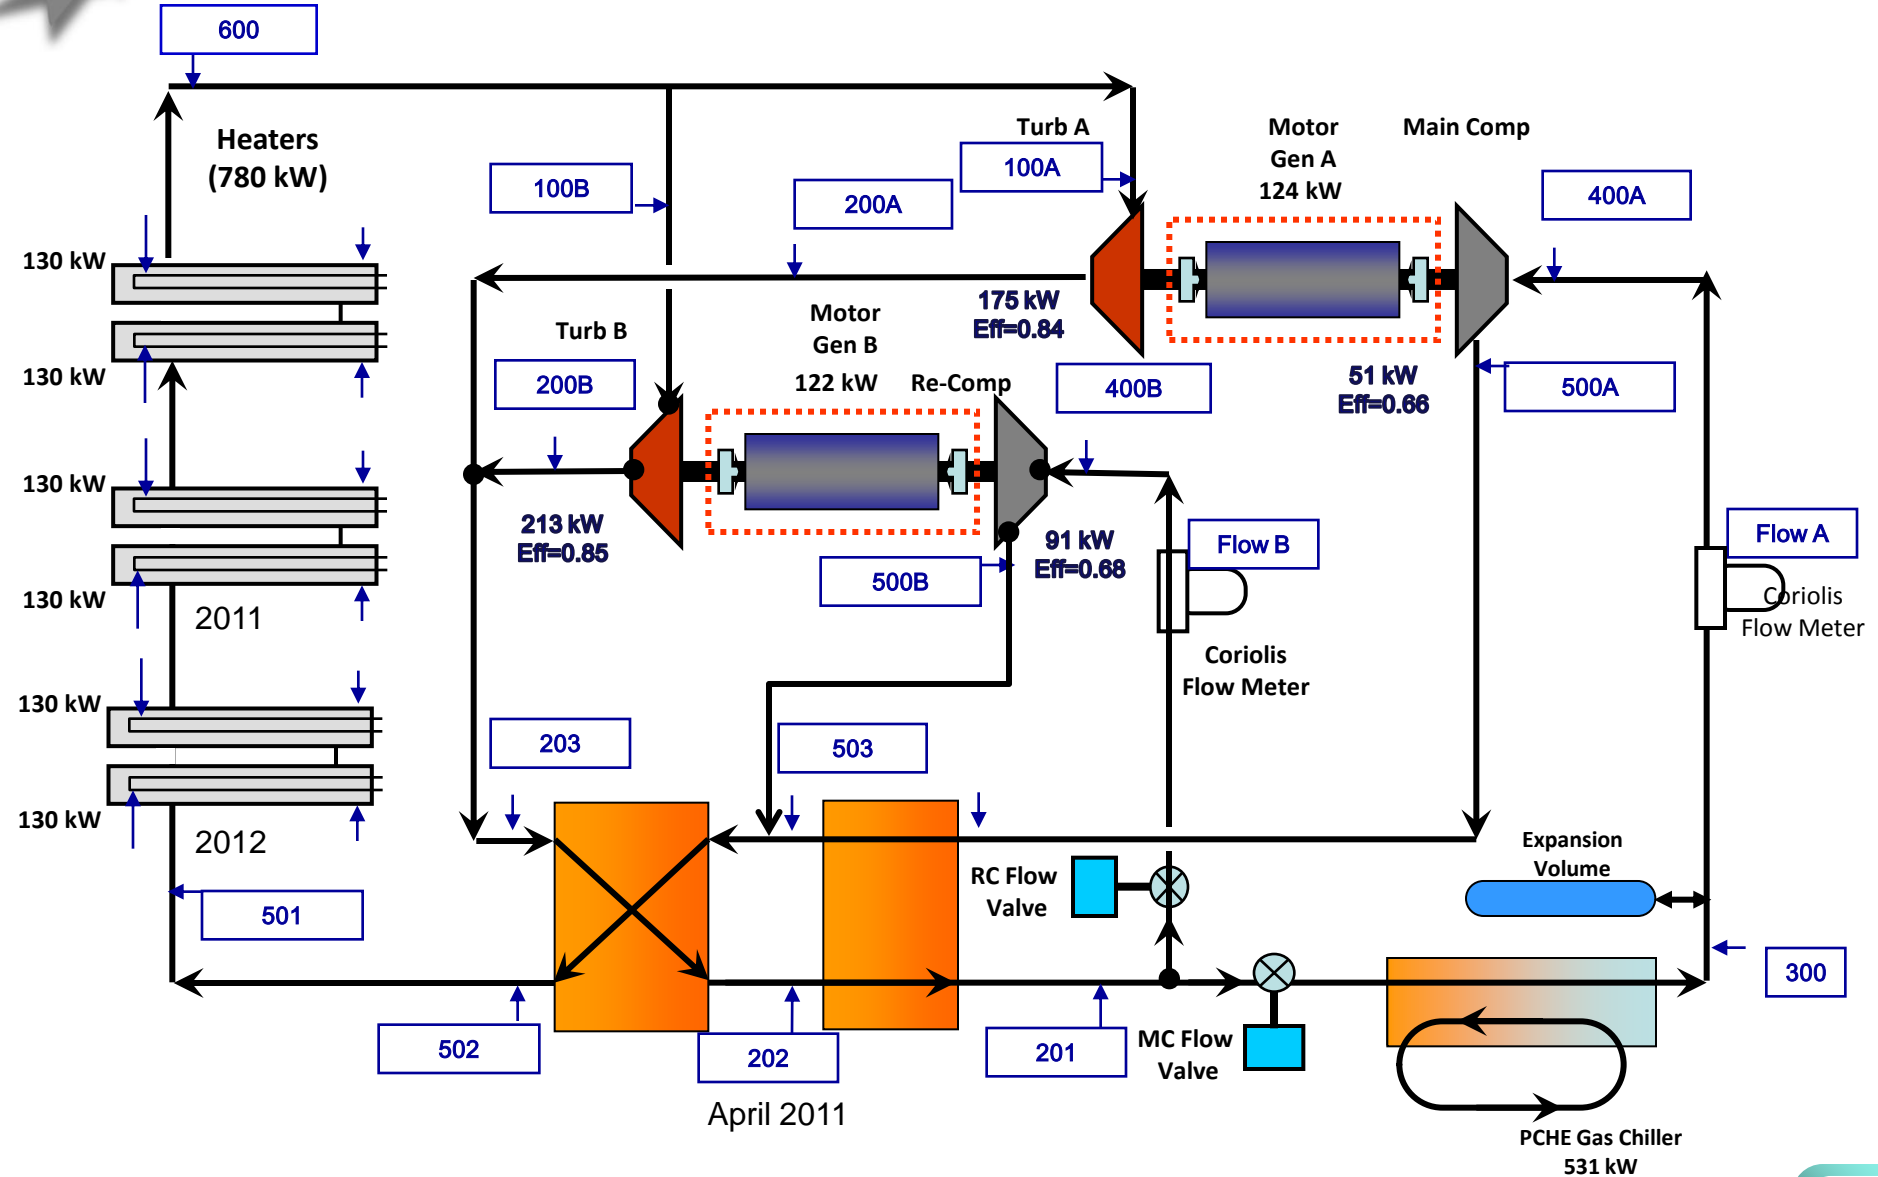 600
Heaters
(780 kW)
Turb A
Motor
Gen A
124 kW
Main Comp
100B
200A
100A
400A
130 kW
130 kW
175 kW
Eff=0.84
Motor
Gen B
122 kW
Turb B
200B
Re-Comp
400B
51 kW
Eff=0.66
500A
130 kW
130 kW
213 kW
Eff=0.85
500B
91 kW
Eff=0.68
Flow B
Flow A
Coriolis
Flow Meter
2011
Coriolis
Flow Meter
130 kW
130 kW
203
503
2012
RC Flow
Valve
Expansion
Volume
501
300
502
202
201
MC Flow
Valve
April 2011
PCHE Gas Chiller
531 kW